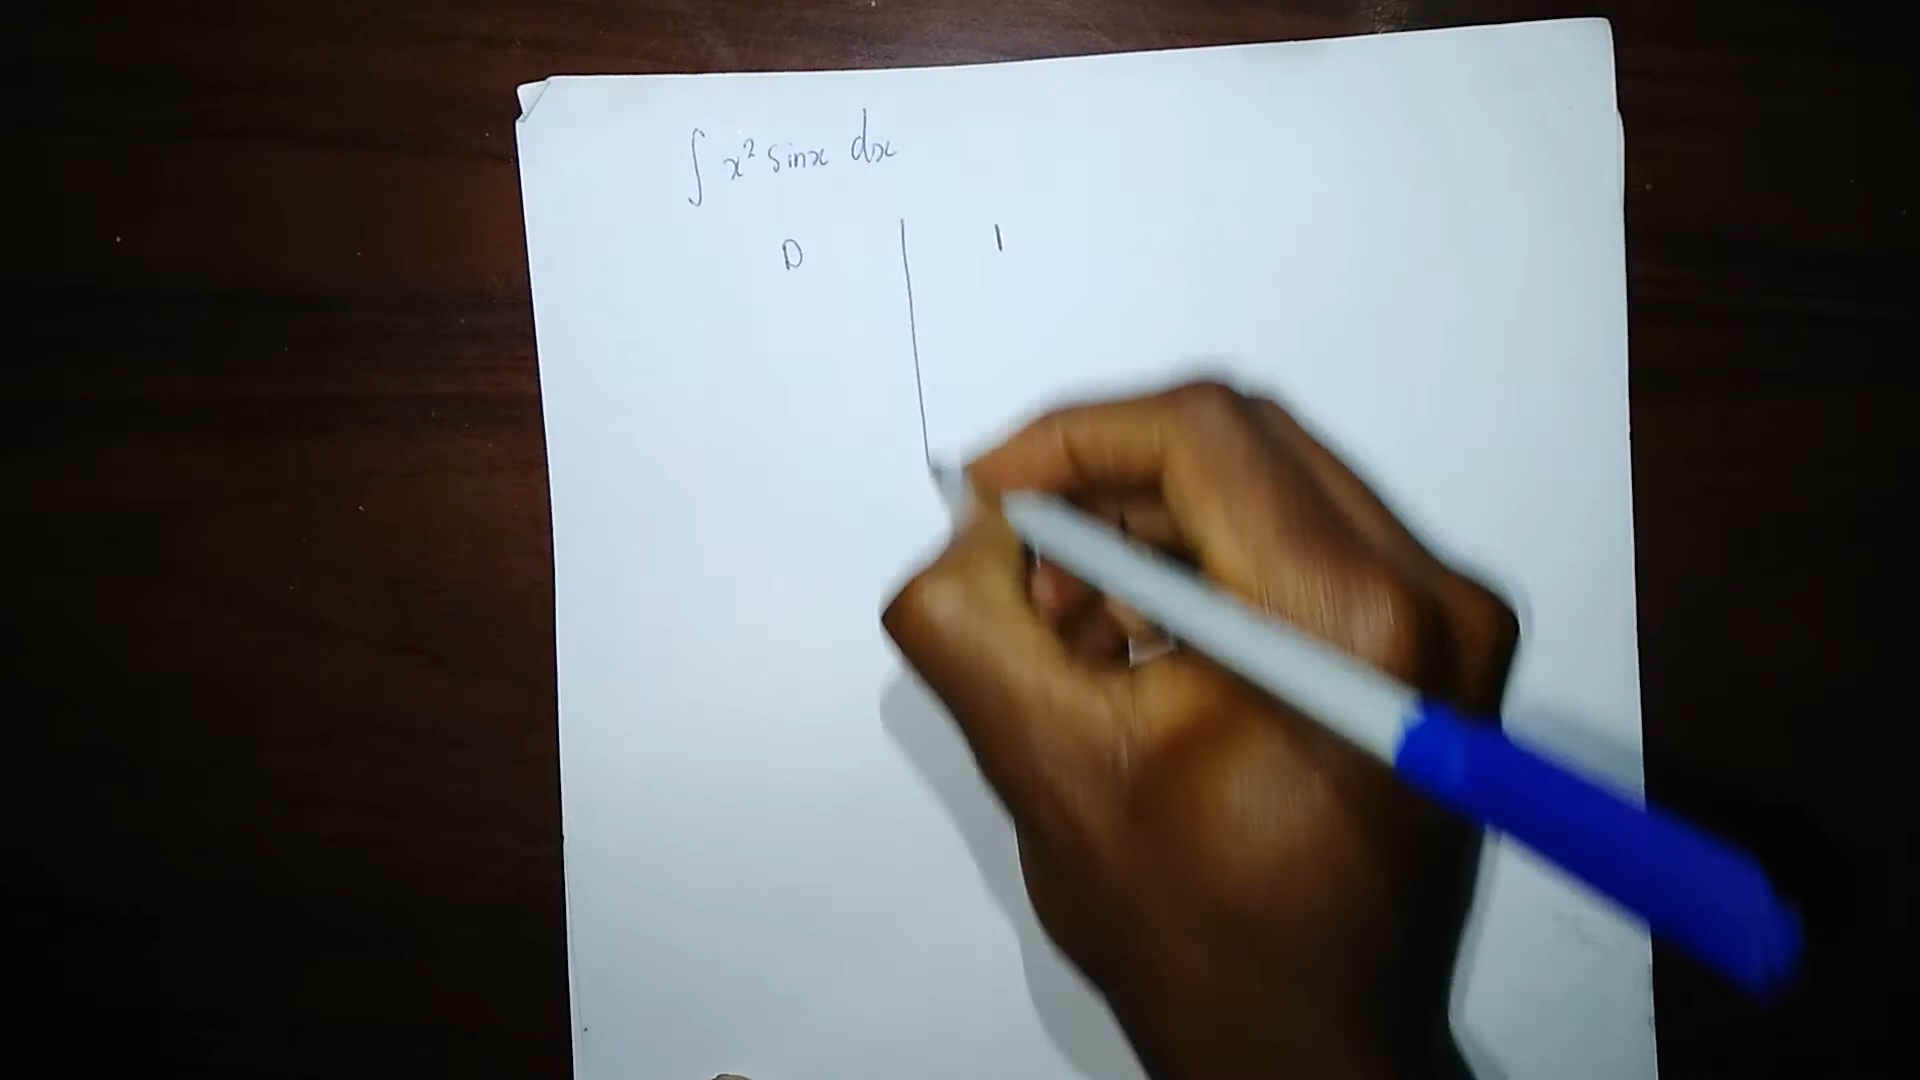 ∫ x² sinx dx
D I